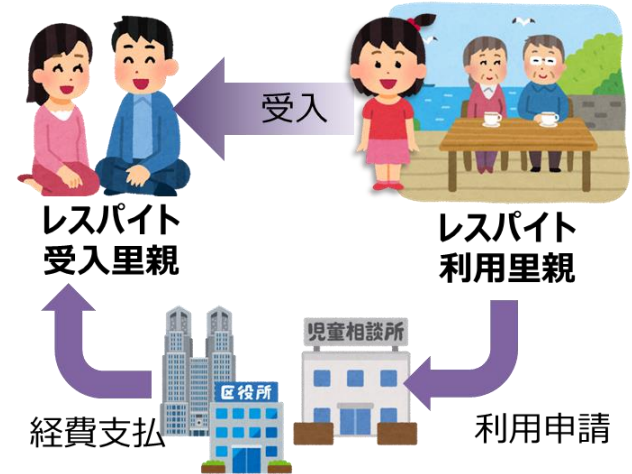 受入
レスパイト
受入里親
レスパイト
利用里親
児童相談所
区役所
経費支払
利用申請